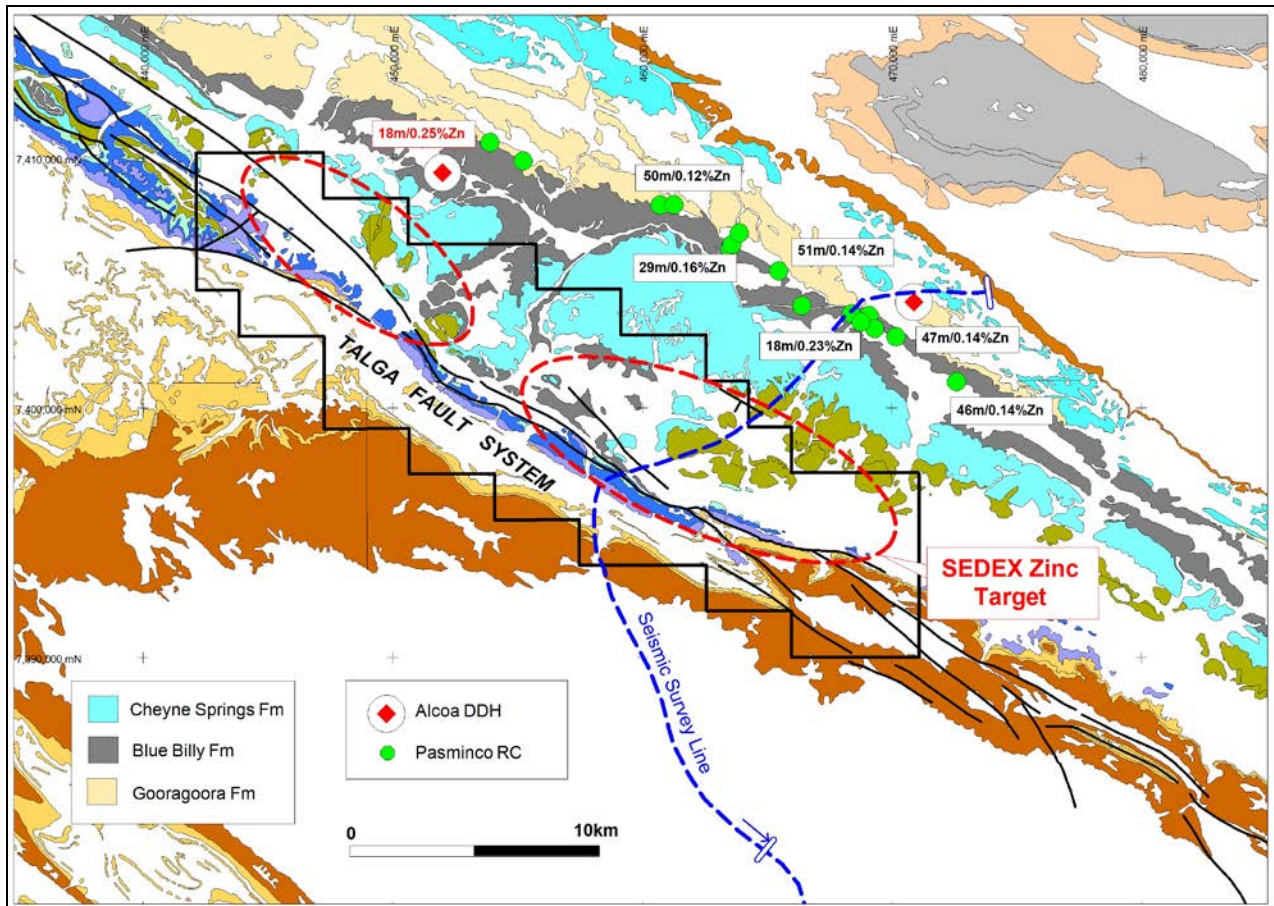 440,000 mE
450,000 mE
460,000 mE
470,000 mE
480,000 mE
18m/0.25%Zn
7,410,000 mN
50m/0.12%Zn
51m/0.14%Zn
29m/0.16%Zn
18m/0.23%Zn
47m/0.14%Zn
46m/0.14%Zn
7,400,000 mN
TALGA FAULT SYSTEM
SEDEX Zinc
Target
7,390,000 mN
Seismic Survey Line
Cheyne Springs Fm
Blue Billy Fm
Gooragoora Fm
Alcoa DDH
Pasminco RC
0
10km